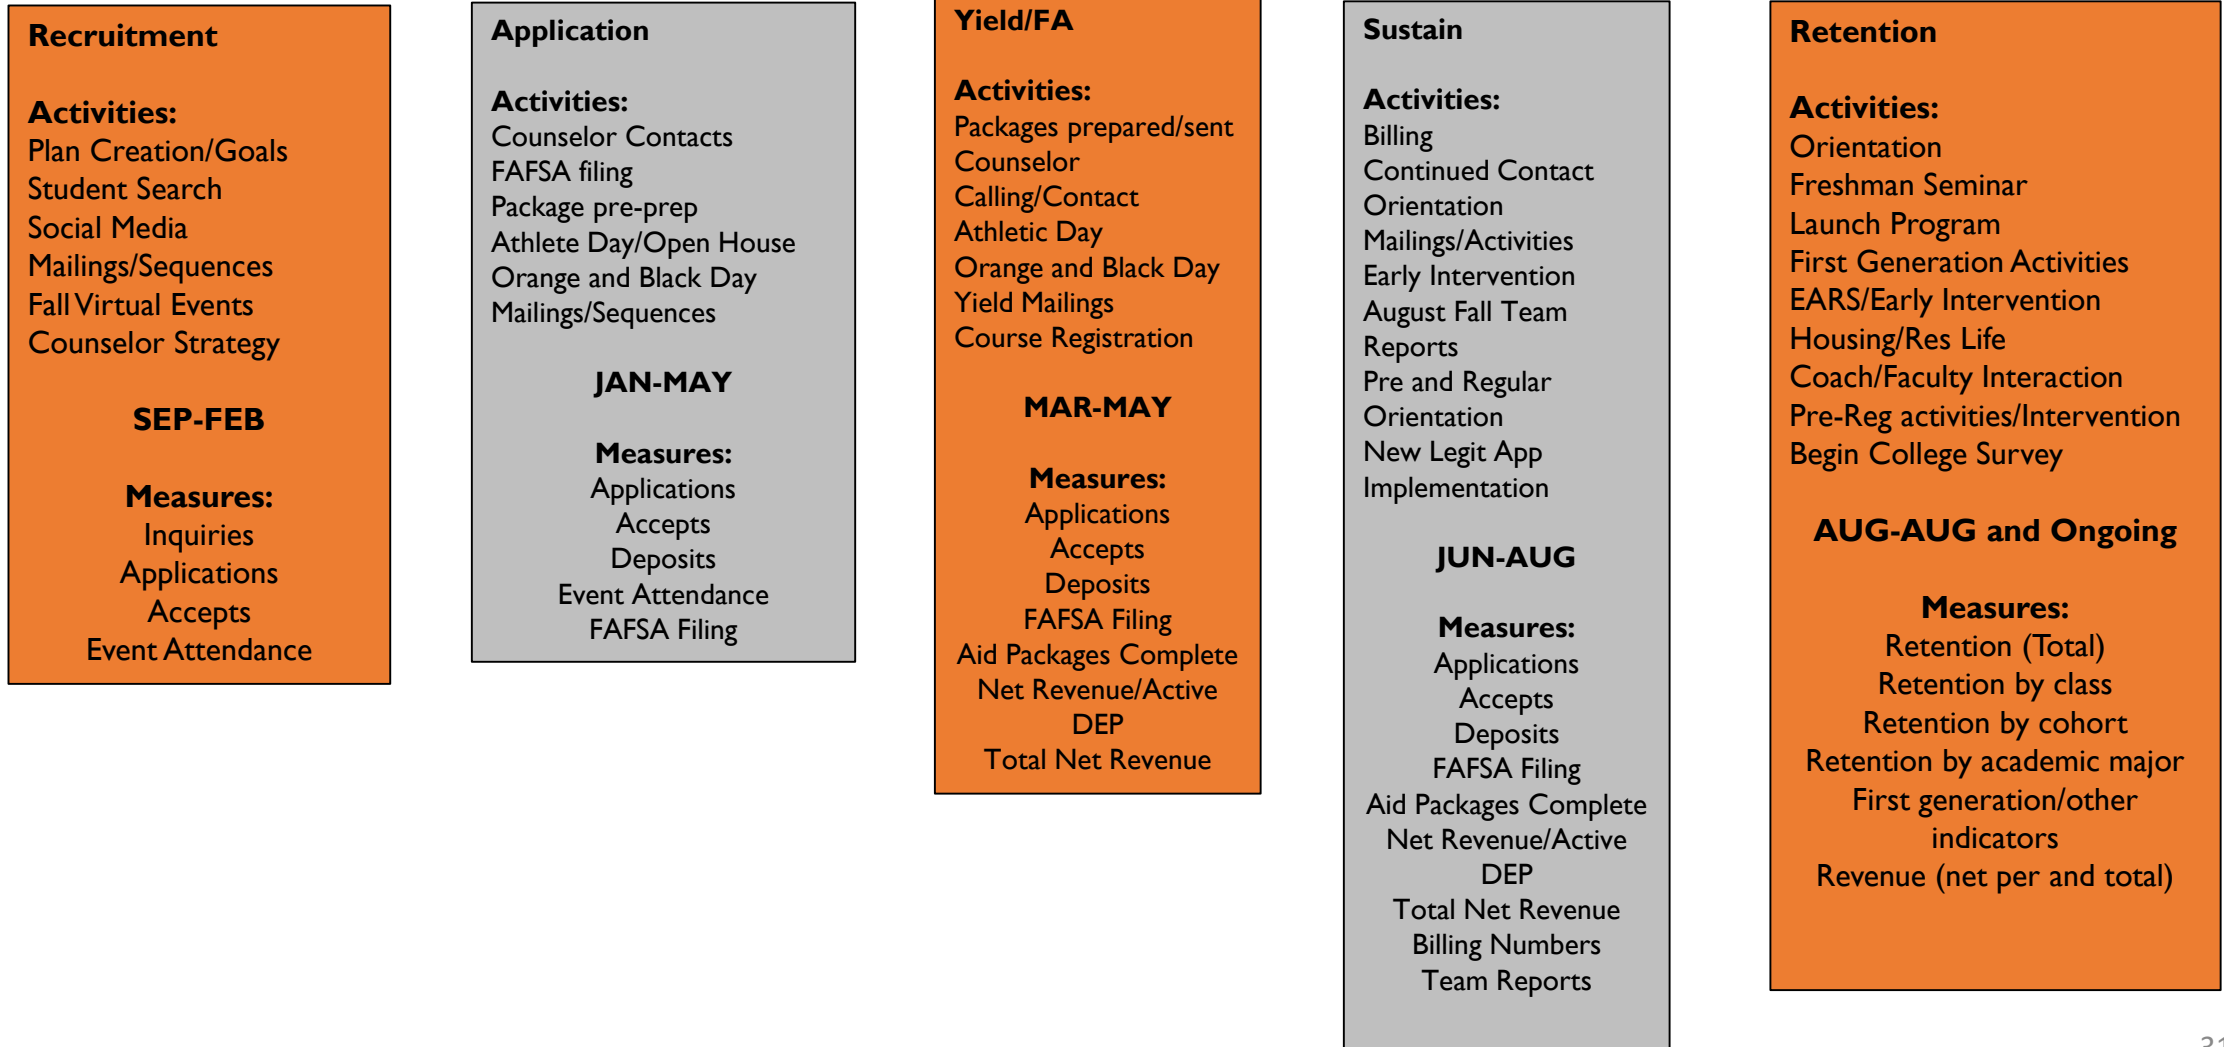 Recruitment
Activities:
Plan Creation/Goals
Student Search
Social Media
Mailings/Sequences
Fall Virtual Events
Counselor Strategy
SEP-FEB
Measures:
Inquiries
Applications
Accepts
Event Attendance
Application
Activities:
Counselor Contacts
FAFSA filing
Package pre-prep
Athlete Day/Open House
Orange and Black Day
Mailings/Sequences
JAN-MAY
Measures:
Applications
Accepts
Deposits
Event Attendance
FAFSA Filing
Yield/FA
Activities:
Packages prepared/sent
Counselor
Calling/Contact
Athletic Day
Orange and Black Day
Yield Mailings
Course Registration
MAR-MAY
Measures:
Applications
Accepts
Deposits
FAFSA Filing
Aid Packages Complete
Net Revenue/Active
DEP
Total Net Revenue
Sustain
Activities:
Billing
Continued Contact
Orientation
Mailings/Activities
Early Intervention
August Fall Team
Reports
Pre and Regular
Orientation
New Legit App
Implementation
JUN-AUG
Measures:
Applications
Accepts
Deposits
FAFSA Filing
Aid Packages Complete
Net Revenue/Active
DEP
Total Net Revenue
Billing Numbers
Team Reports
Retention
Activities:
Orientation
Freshman Seminar
Launch Program
First Generation Activities
EARS/Early Intervention
Housing/Res Life
Coach/Faculty Interaction
Pre-Reg activities/Intervention
Begin College Survey
AUG-AUG and Ongoing
Measures:
Retention (Total)
Retention by class
Retention by cohort
Retention by academic major
First generation/other
indicators
Revenue (net per and total)